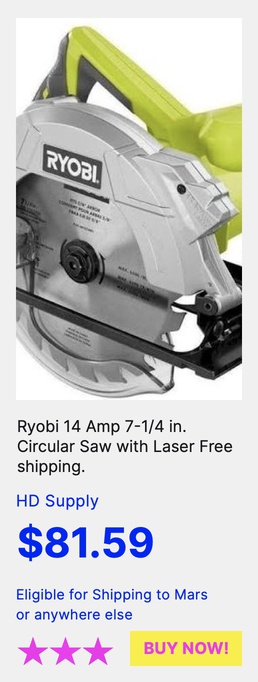 RYOBI
Ryobi 14 Amp 7-1/4 in.
Circular Saw with Laser Free
shipping.
HD Supply
$81.59
Eligible for Shipping to Mars
or anywhere else
BUY NOW!